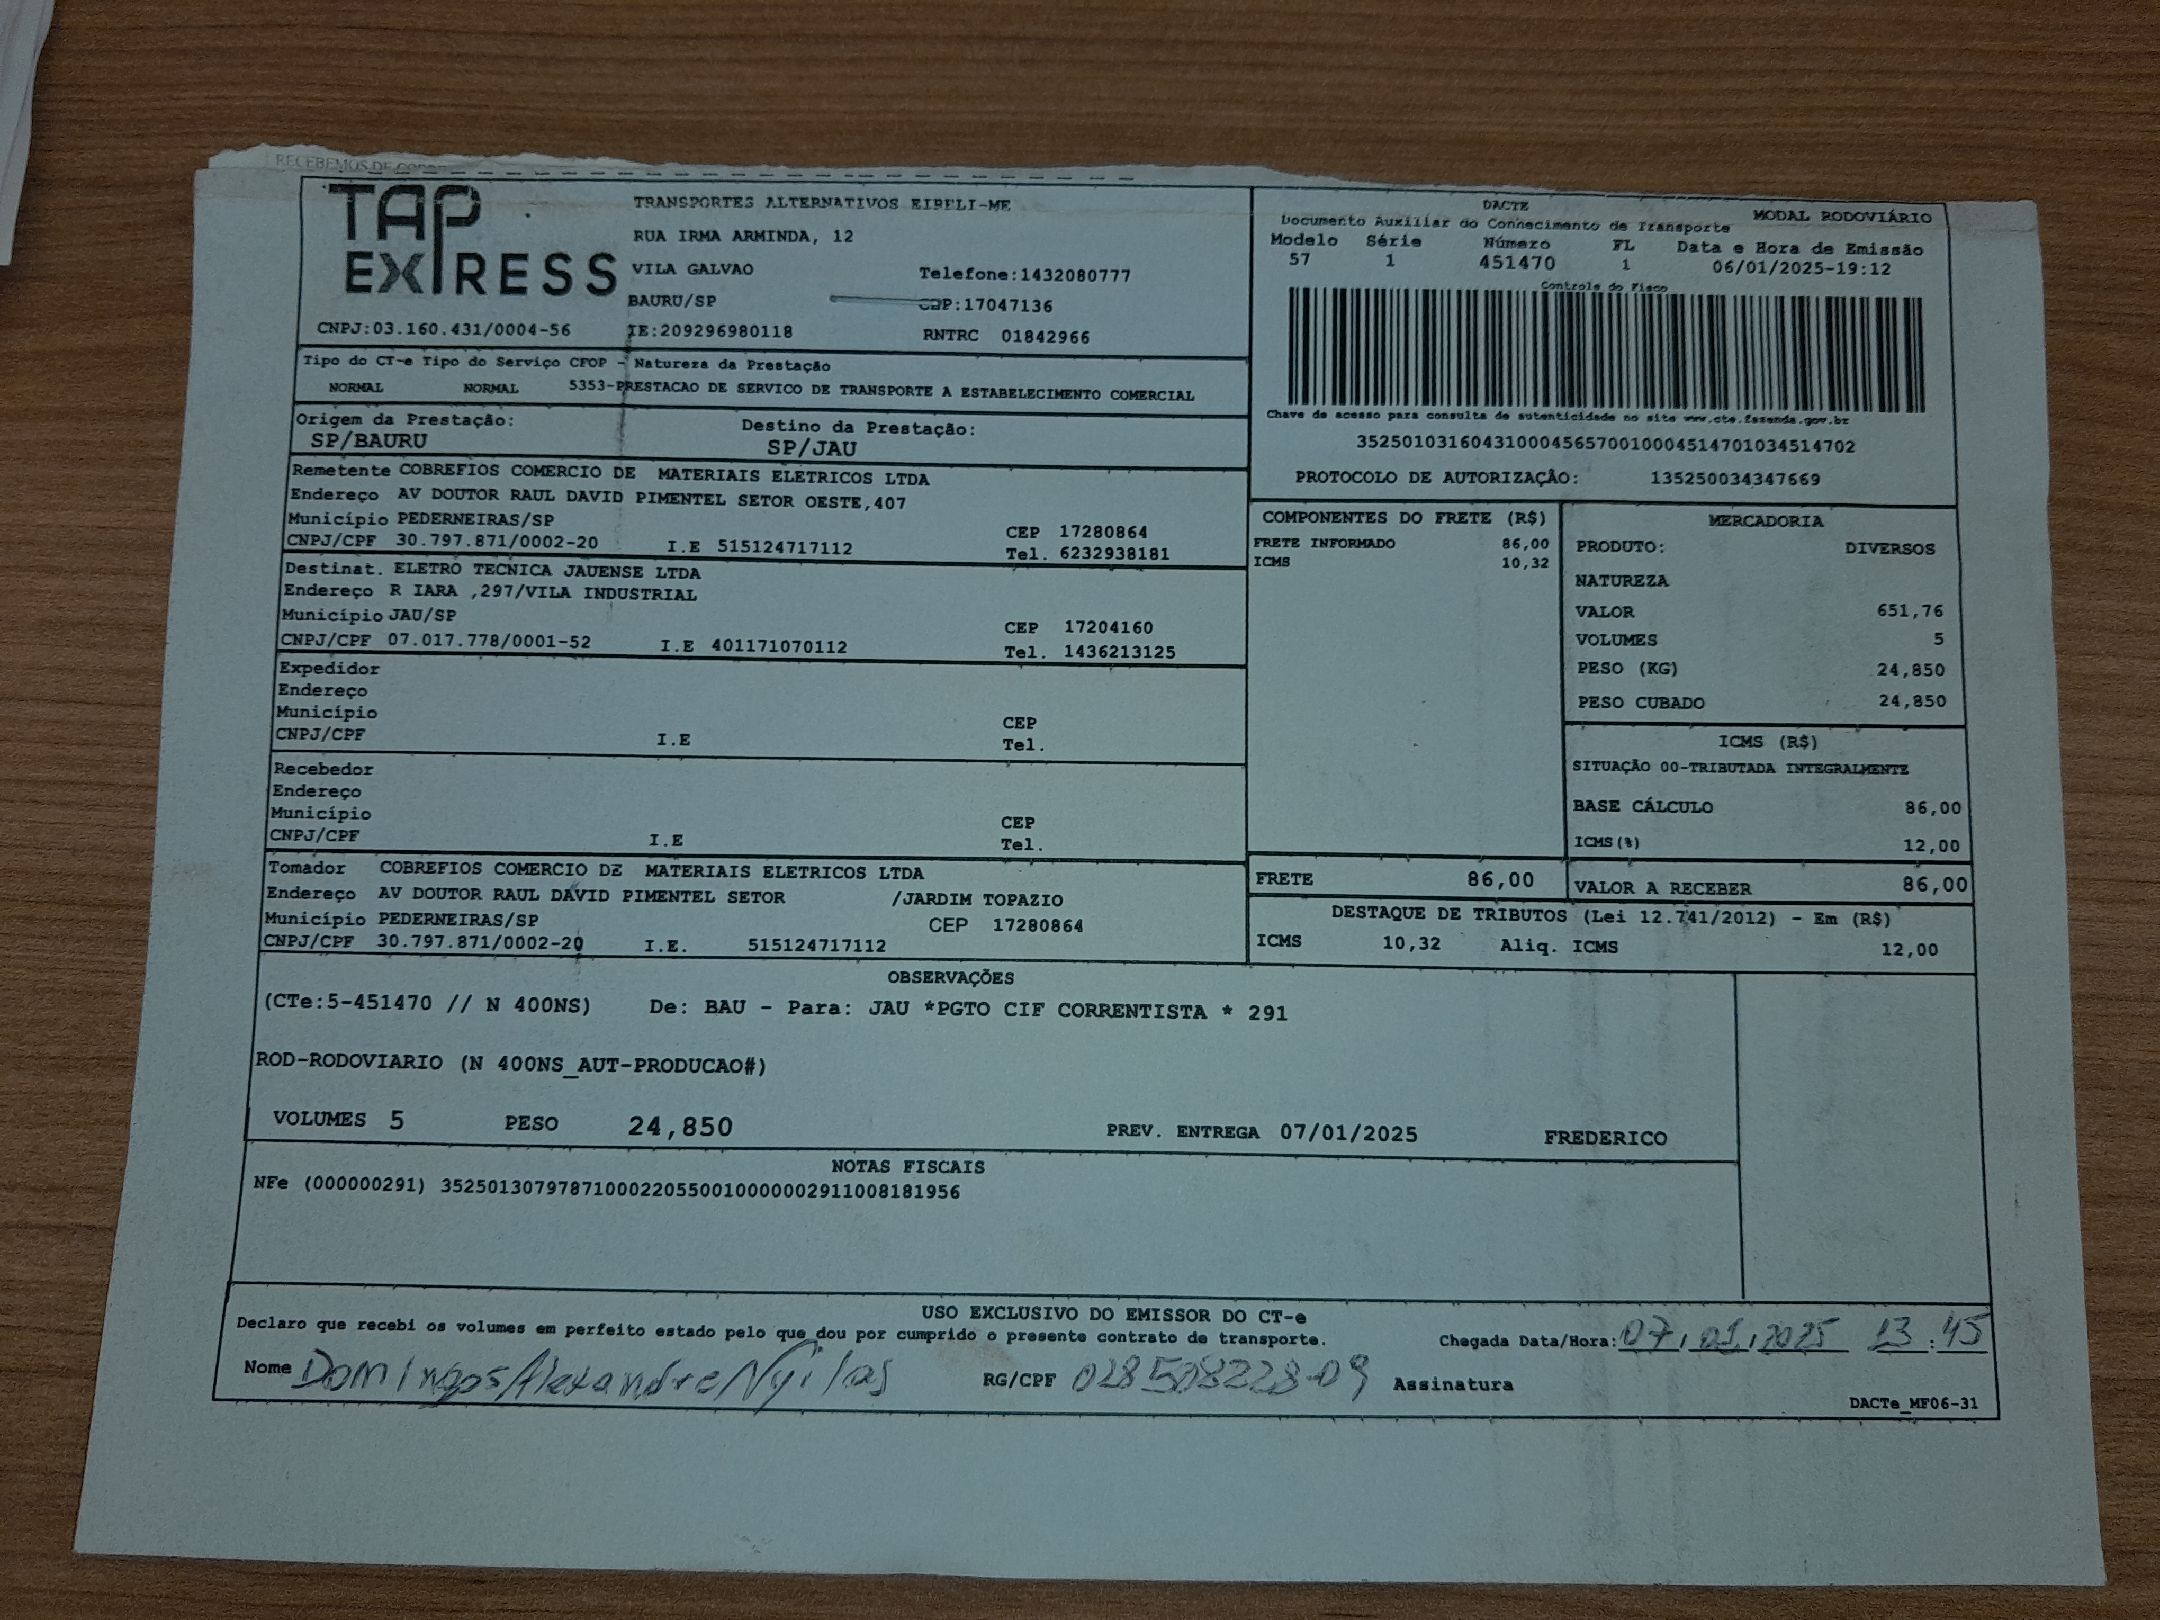 TAP
EXPRESS
TRANSPORTES ALTERNATIVOS EIRELI-ME
RUA IRMA ARMINDA, 12
VILA GALVAO Telefone:1432080777
BAURU/SP CEP:17047136
CNPJ:03.160.431/0004-56 IE:209296980118 RNTRC 01842966
DACTE MODAL RODOVIÁRIO
Documento Auxiliar do Conhecimento de Transporte
Modelo Série Número FL Data e Hora de Emissão
57 1 451470 1 06/01/2025-19:12
Controle do Fisco
Chave de acesso para consulta de autenticidade no site www.cte.fazenda.gov.br
35250103160431000456570010004514701034514702
PROTOCOLO DE AUTORIZAÇÃO: 135250034347669
Tipo do CT-e Tipo do Serviço CFOP - Natureza da Prestação
NORMAL NORMAL 5353-PRESTACAO DE SERVICO DE TRANSPORTE A ESTABELECIMENTO COMERCIAL
Origem da Prestação: Destino da Prestação:
SP/BAURU SP/JAU
Remetente COBREFIOS COMERCIO DE MATERIAIS ELETRICOS LTDA
Endereço AV DOUTOR RAUL DAVID PIMENTEL SETOR OESTE,407
Município PEDERNEIRAS/SP CEP 17280864
CNPJ/CPF 30.797.871/0002-20 I.E 515124717112 Tel. 6232938181
Destinat. ELETRO TECNICA JAUENSE LTDA
Endereço R IARA ,297/VILA INDUSTRIAL
Município JAU/SP CEP 17204160
CNPJ/CPF 07.017.778/0001-52 I.E 401171070112 Tel. 1436213125
Expedidor
Endereço
Município CEP
CNPJ/CPF I.E Tel.
Recebedor
Endereço
Município CEP
CNPJ/CPF I.E Tel.
Tomador COBREFIOS COMERCIO DE MATERIAIS ELETRICOS LTDA
Endereço AV DOUTOR RAUL DAVID PIMENTEL SETOR /JARDIM TOPAZIO
Município PEDERNEIRAS/SP CEP 17280864
CNPJ/CPF 30.797.871/0002-20 I.E. 515124717112
COMPONENTES DO FRETE (R$)
FRETE INFORMADO 86,00
ICMS 10,32
MERCADORIA
PRODUTO: DIVERSOS
NATUREZA
VALOR 651,76
VOLUMES 5
PESO (KG) 24,850
PESO CUBADO 24,850
ICMS (R$)
SITUAÇÃO 00-TRIBUTADA INTEGRALMENTE
BASE CÁLCULO 86,00
ICMS(%) 12,00
FRETE 86,00 VALOR A RECEBER 86,00
DESTAQUE DE TRIBUTOS (Lei 12.741/2012) - Em (R$)
ICMS 10,32 Aliq. ICMS 12,00
OBSERVAÇÕES
(CTe:5-451470 // N 400NS) De: BAU - Para: JAU *PGTO CIF CORRENTISTA * 291
ROD-RODOVIARIO (N 400NS_AUT-PRODUCAO#)
VOLUMES 5 PESO 24,850 PREV. ENTREGA 07/01/2025 FREDERICO
NOTAS FISCAIS
NFe (000000291) 35250130797871000220550010000002911008181956
USO EXCLUSIVO DO EMISSOR DO CT-e
Declaro que recebi os volumes em perfeito estado pelo que dou por cumprido o presente contrato de transporte. Chegada Data/Hora: 07/01/2025 13:45
Nome Domingos Alexandre RG/CPF 028508228-09 Assinatura
DACTe_MF06-31